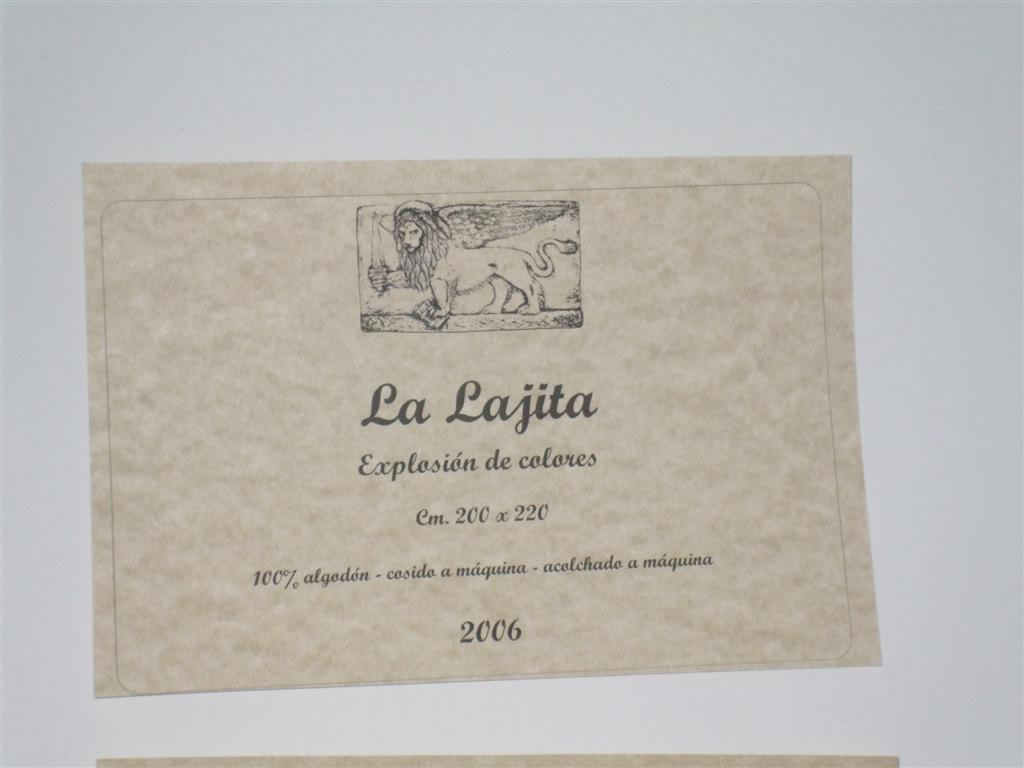 La Lajita
Explosión de colores
Cm. 200 x 220
100% algodón - cosido a máquina - acolchado a máquina
2006